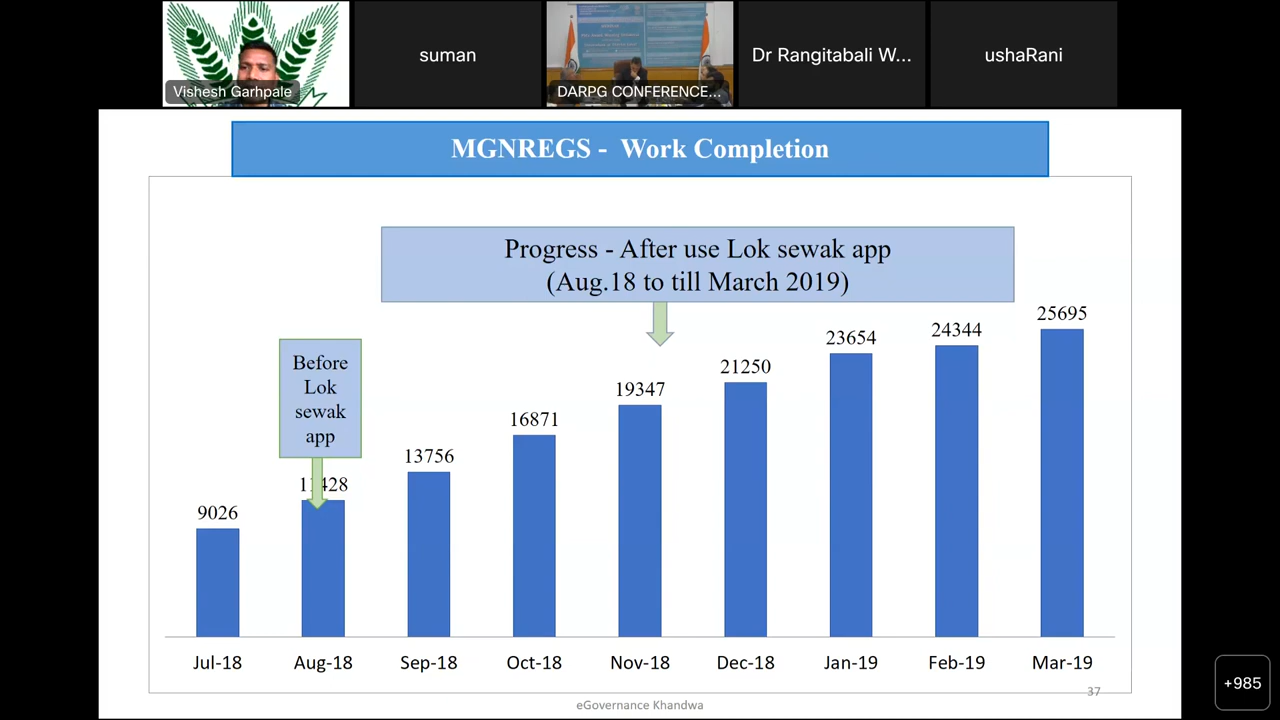 Vishesh Garhpale
suman
DARPG CONFERENCE...
Dr Rangitabali W...
ushaRani
MGNREGS - Work Completion
Progress - After use Lok sewak app
(Aug.18 to till March 2019)
Before
Lok
sewak
app
9026
11428
13756
16871
19347
21250
23654
24344
25695
Jul-18
Aug-18
Sep-18
Oct-18
Nov-18
Dec-18
Jan-19
Feb-19
Mar-19
37
eGovernance Khandwa
+985